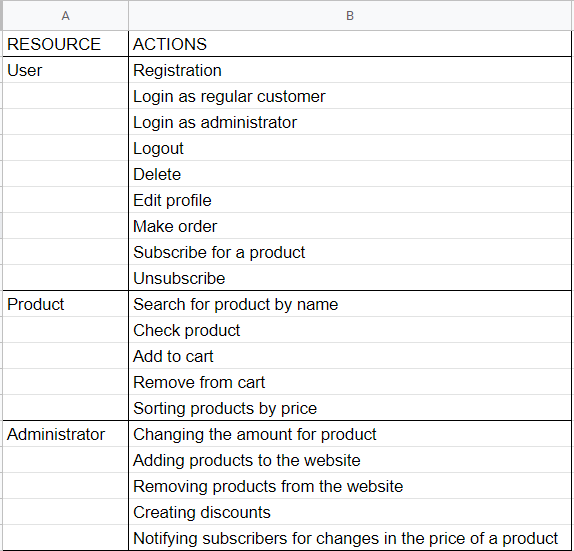 A B
RESOURCE ACTIONS
User Registration
Login as regular customer
Login as administrator
Logout
Delete
Edit profile
Make order
Subscribe for a product
Unsubscribe
Product Search for product by name
Check product
Add to cart
Remove from cart
Sorting products by price
Administrator Changing the amount for product
Adding products to the website
Removing products from the website
Creating discounts
Notifying subscribers for changes in the price of a product